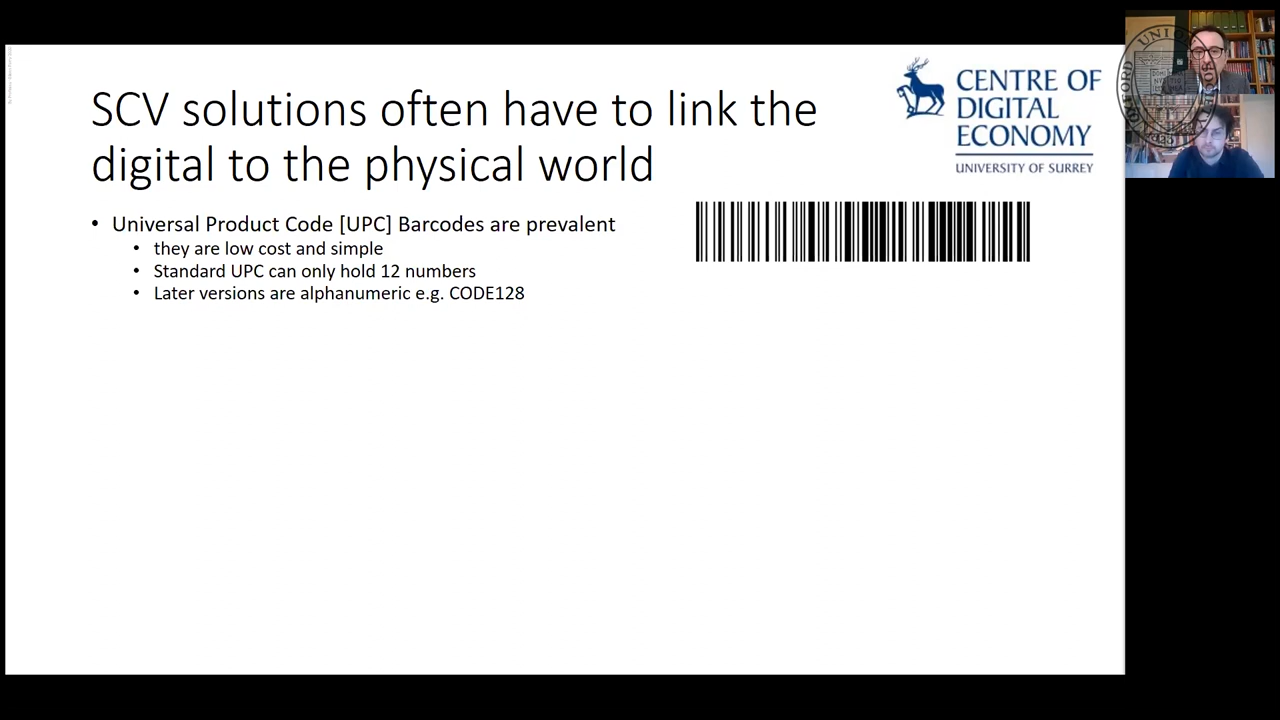 SCV solutions often have to link the
digital to the physical world
CENTRE OF
DIGITAL
ECONOMY
UNIVERSITY OF SURREY
• Universal Product Code [UPC] Barcodes are prevalent
• they are low cost and simple
• Standard UPC can only hold 12 numbers
• Later versions are alphanumeric e.g. CODE128